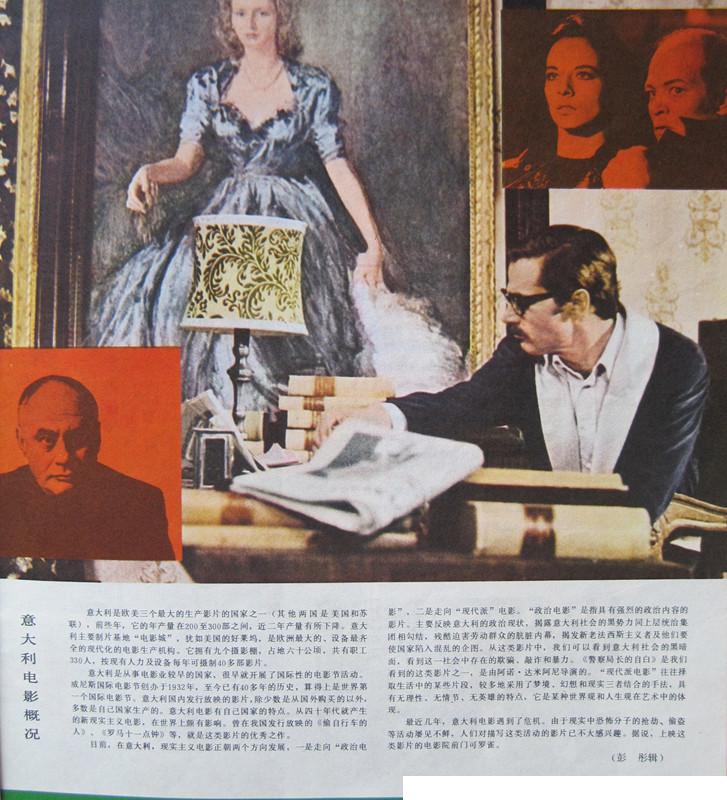 意大利电影概况
意大利是欧美三个最大的生产影片的国家之一（其他两国是美国和苏
联），前些年，它的年产量在200至300部之间，近二年产量有所下降。意大
利主要制片基地“电影城”，犹如美国的好莱坞，是欧洲最大的、设备最齐
全的现代化的电影生产机构。它拥有九个摄影棚，占地六十公顷，共有职工
330人，按现有人力及设备每年可摄制40多部影片。
意大利是从事电影业较早的国家，很早就开展了国际性的电影节活动。
威尼斯国际电影节创办于1932年，至今已有40多年的历史，算得上是世界第
一个国际电影节。意大利国内发行放映的影片，除少数是从国外购买的以外，
多数是自己国家生产的。意大利电影有自己国家的特点。从四十年代就产生
的新现实主义电影，在世界上颇有影响。曾在我国发行放映的《偷自行车的
人》、《罗马十一点钟》等，就是这类影片的优秀之作。
目前，在意大利，现实主义电影正朝两个方向发展，一是走向“政治电
影”，二是走向“现代派”电影。“政治电影”是指具有强烈的政治内容的
影片。主要反映意大利的政治现状，揭露意大利社会的黑势力同上层统治集
团相勾结，残酷迫害劳动群众的肮脏内幕，揭发新老法西斯主义者及他们要
使国家陷入混乱的企图。从这类影片中，我们可以看到意大利社会的黑暗
面，看到这一社会中存在的欺骗、敲诈和暴力。《警察局长的自白》是我们
看到的这类影片之一，是由阿诺·达米阿尼导演的。“现代派电影”往往择
取生活中的某些片段，较多地采用了梦境、幻想和现实三者结合的手法，具
有无理性、无情节、无英雄的特点，它是某种世界观和人生观在艺术中的体
现。
最近几年，意大利电影遇到了危机。由于现实中恐怖分子的抢劫、偷盗
等活动屡见不鲜，人们对描写这类活动的影片已不大感兴趣。据说，上映这
类影片的电影院前门可罗雀。
（彭 彤辑）